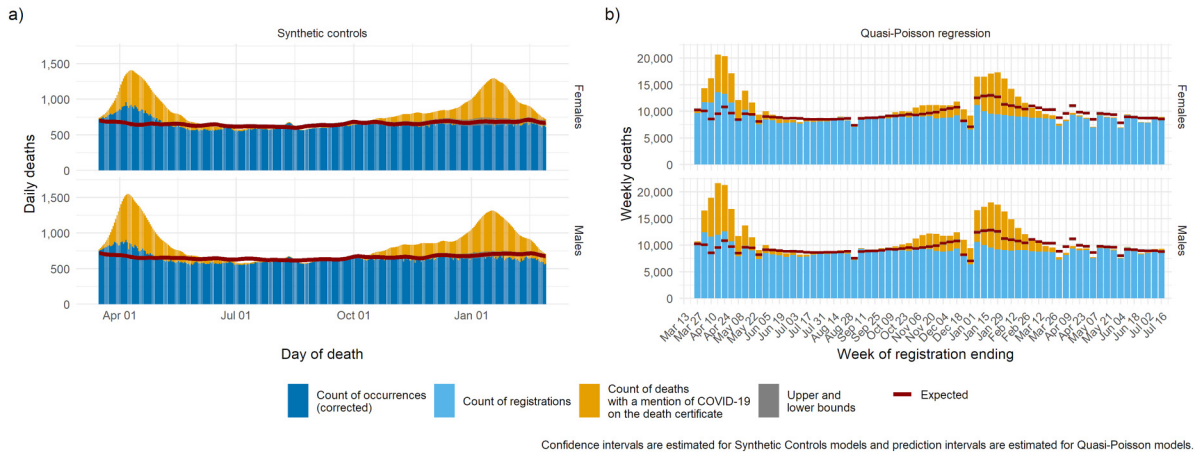 a)
Synthetic controls
1,500
1,000
500
0
Females
1,500
1,000
500
0
Males
Daily deaths
Apr 01
Jul 01
Oct 01
Jan 01
Day of death
b)
Quasi-Poisson regression
20,000
15,000
10,000
5,000
0
Females
20,000
15,000
10,000
5,000
0
Males
Weekly deaths
Mar 13
Mar 27
Apr 10
Apr 24
May 08
May 22
Jun 05
Jun 19
Jul 03
Jul 17
Jul 31
Aug 14
Aug 28
Sep 11
Sep 25
Oct 09
Oct 23
Nov 06
Nov 20
Dec 04
Dec 18
Jan 01
Jan 15
Jan 29
Feb 12
Feb 26
Mar 12
Mar 26
Apr 09
Apr 23
May 07
May 21
Jun 04
Jun 18
Jul 02
Jul 16
Week of registration ending
Count of occurrences
(corrected)
Count of registrations
Count of deaths
with a mention of COVID-19
on the death certificate
Upper and
lower bounds
Expected
Confidence intervals are estimated for Synthetic Controls models and prediction intervals are estimated for Quasi-Poisson models.